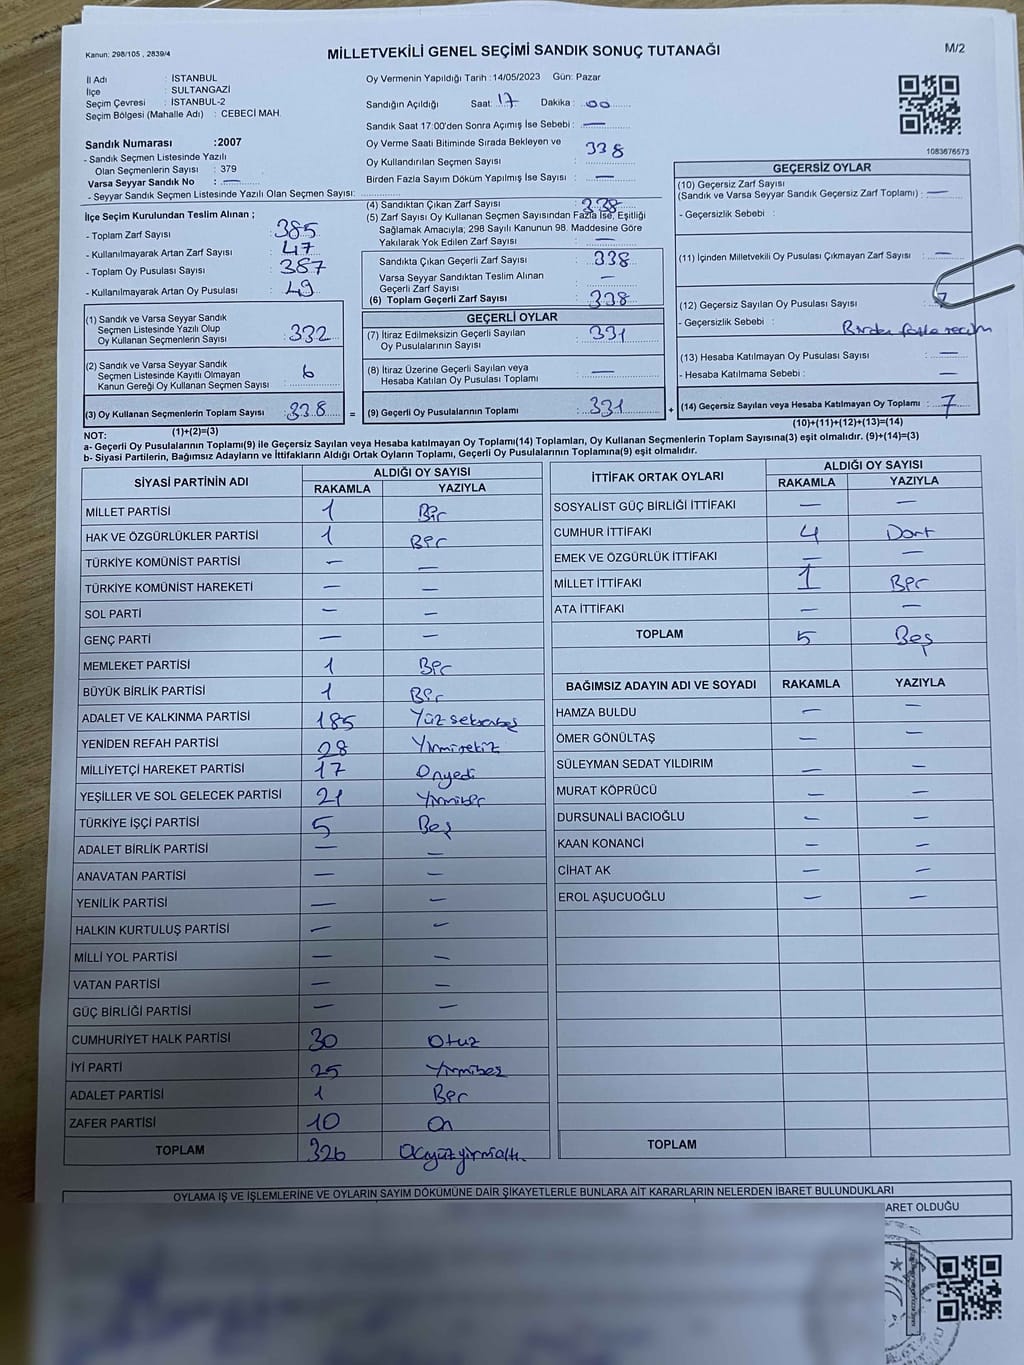 Kanun: 298/105 , 2839/4
MİLLETVEKİLİ GENEL SEÇİMİ SANDIK SONUÇ TUTANAĞI
M/2
İl Adı : İSTANBUL
İlçe : SULTANGAZİ
Seçim Çevresi : İSTANBUL-2
Seçim Bölgesi (Mahalle Adı) : CEBECİ MAH.
Sandık Numarası :2007
- Sandık Seçmen Listesinde Yazılı
Olan Seçmenlerin Sayısı : 379
Varsa Seyyar Sandık No : —
- Seyyar Sandık Seçmen Listesinde Yazılı Olan Seçmen Sayısı:
Oy Vermenin Yapıldığı Tarih :14/05/2023 Gün: Pazar
Sandığın Açıldığı Saat: 17 Dakika : 00
Sandık Saat 17:00'den Sonra Açımış İse Sebebi : —
Oy Verme Saati Bitiminde Sırada Bekleyen ve
Oy Kullandırılan Seçmen Sayısı : 338
Birden Fazla Sayım Döküm Yapılmış İse Sayısı : —
1083676573
İlçe Seçim Kurulundan Teslim Alınan ;
- Toplam Zarf Sayısı : 385
- Kullanılmayarak Artan Zarf Sayısı : 47
- Toplam Oy Pusulası Sayısı : 387
- Kullanılmayarak Artan Oy Pusulası : 49
(1) Sandık ve Varsa Seyyar Sandık
Seçmen Listesinde Yazılı Olup
Oy Kullanan Seçmenlerin Sayısı : 332
(2) Sandık ve Varsa Seyyar Sandık
Seçmen Listesinde Kayıtlı Olmayan
Kanun Gereği Oy Kullanan Seçmen Sayısı : 6
(3) Oy Kullanan Seçmenlerin Toplam Sayısı : 338 =
(1)+(2)=(3)
(4) Sandıktan Çıkan Zarf Sayısı : 338
(5) Zarf Sayısı Oy Kullanan Seçmen Sayısından Fazla İse, Eşitliği
Sağlamak Amacıyla; 298 Sayılı Kanunun 98. Maddesine Göre
Yakılarak Yok Edilen Zarf Sayısı : —
Sandıkta Çıkan Geçerli Zarf Sayısı : 338
Varsa Seyyar Sandıktan Teslim Alınan
Geçerli Zarf Sayısı : —
(6) Toplam Geçerli Zarf Sayısı : 338
GEÇERLİ OYLAR
(7) İtiraz Edilmeksizin Geçerli Sayılan
Oy Pusulalarının Sayısı : 331
(8) İtiraz Üzerine Geçerli Sayılan veya
Hesaba Katılan Oy Pusulası Toplamı : —
(9) Geçerli Oy Pusulalarının Toplamı : 331 +
GEÇERSİZ OYLAR
(10) Geçersiz Zarf Sayısı
(Sandık ve Varsa Seyyar Sandık Geçersiz Zarf Toplamı) : —
- Geçersizlik Sebebi :
(11) İçinden Milletvekili Oy Pusulası Çıkmayan Zarf Sayısı : —
(12) Geçersiz Sayılan Oy Pusulası Sayısı : 7
- Geçersizlik Sebebi : Birden fazla seçim
(13) Hesaba Katılmayan Oy Pusulası Sayısı : —
- Hesaba Katılmama Sebebi : —
(14) Geçersiz Sayılan veya Hesaba Katılmayan Oy Toplamı : 7
(10)+(11)+(12)+(13)=(14)
NOT:
a- Geçerli Oy Pusulalarının Toplamı(9) ile Geçersiz Sayılan veya Hesaba katılmayan Oy Toplamı(14) Toplamları, Oy Kullanan Seçmenlerin Toplam Sayısına(3) eşit olmalıdır. (9)+(14)=(3)
b- Siyasi Partilerin, Bağımsız Adayların ve İttifakların Aldığı Ortak Oyların Toplamı, Geçerli Oy Pusulalarının Toplamına(9) eşit olmalıdır.
SİYASİ PARTİNİN ADI ALDIĞI OY SAYISI
RAKAMLA YAZIYLA
MİLLET PARTİSİ 1 Bir
HAK VE ÖZGÜRLÜKLER PARTİSİ 1 Bir
TÜRKİYE KOMÜNİST PARTİSİ — —
TÜRKİYE KOMÜNİST HAREKETİ — —
SOL PARTİ — —
GENÇ PARTİ — —
MEMLEKET PARTİSİ 1 Bir
BÜYÜK BİRLİK PARTİSİ 1 Bir
ADALET VE KALKINMA PARTİSİ 185 Yüz seksenbeş
YENİDEN REFAH PARTİSİ 28 Yirmisekiz
MİLLİYETÇİ HAREKET PARTİSİ 17 Onyedi
YEŞİLLER VE SOL GELECEK PARTİSİ 21 Yirmibir
TÜRKİYE İŞÇİ PARTİSİ 5 Beş
ADALET BİRLİK PARTİSİ — —
ANAVATAN PARTİSİ — —
YENİLİK PARTİSİ — —
HALKIN KURTULUŞ PARTİSİ — —
MİLLİ YOL PARTİSİ — —
VATAN PARTİSİ — —
GÜÇ BİRLİĞİ PARTİSİ — —
CUMHURİYET HALK PARTİSİ 30 Otuz
İYİ PARTİ 25 Yirmibeş
ADALET PARTİSİ 1 Bir
ZAFER PARTİSİ 10 On
TOPLAM 326 Üçyüzyirmialtı.
İTTİFAK ORTAK OYLARI ALDIĞI OY SAYISI
RAKAMLA YAZIYLA
SOSYALİST GÜÇ BİRLİĞİ İTTİFAKI — —
CUMHUR İTTİFAKI 4 Dört
EMEK VE ÖZGÜRLÜK İTTİFAKI — —
MİLLET İTTİFAKI 1 Bir
ATA İTTİFAKI — —
TOPLAM 5 Beş
BAĞIMSIZ ADAYIN ADI VE SOYADI RAKAMLA YAZIYLA
HAMZA BULDU — —
ÖMER GÖNÜLTAŞ — —
SÜLEYMAN SEDAT YILDIRIM — —
MURAT KÖPRÜCÜ — —
DURSUNALİ BACIOĞLU — —
KAAN KONANCİ — —
CİHAT AK — —
EROL AŞUCUOĞLU — —
TOPLAM
OYLAMA İŞ VE İŞLEMLERİNE VE OYLARIN SAYIM DÖKÜMÜNE DAİR ŞİKAYETLERLE BUNLARA AİT KARARLARIN NELERDEN İBARET BULUNDUKLARI
ARET OLDUĞU